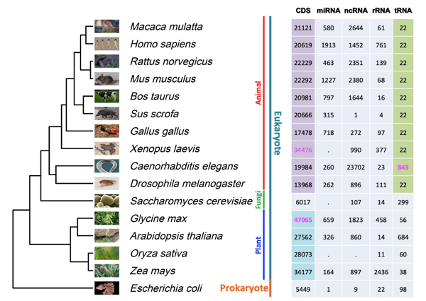 CDS miRNA ncRNA rRNA tRNA
Macaca mulatta 21121 580 2644 61 22
Homo sapiens 20619 1913 1452 761 22
Rattus norvegicus 22229 463 2351 139 22
Mus musculus 22292 1227 2380 68 22
Bos taurus 20981 797 1644 16 22
Sus scrofa 20666 315 1 4 22
Gallus gallus 17478 718 272 97 22
Xenopus laevis 34476 . 990 377 22
Caenorhabditis elegans 19984 260 23702 23 843
Drosophila melanogaster 13968 262 896 111 22
Saccharomyces cerevisiae 6017 . 107 14 299
Glycine max 47065 659 1823 458 56
Arabidopsis thaliana 27562 326 860 14 684
Oryza sativa 28073 . . 11 60
Zea mays 34177 164 897 2436 38
Escherichia coli 5449 1 9 22 98
Animal
Fungi
Plant
Eukaryote
Prokaryote